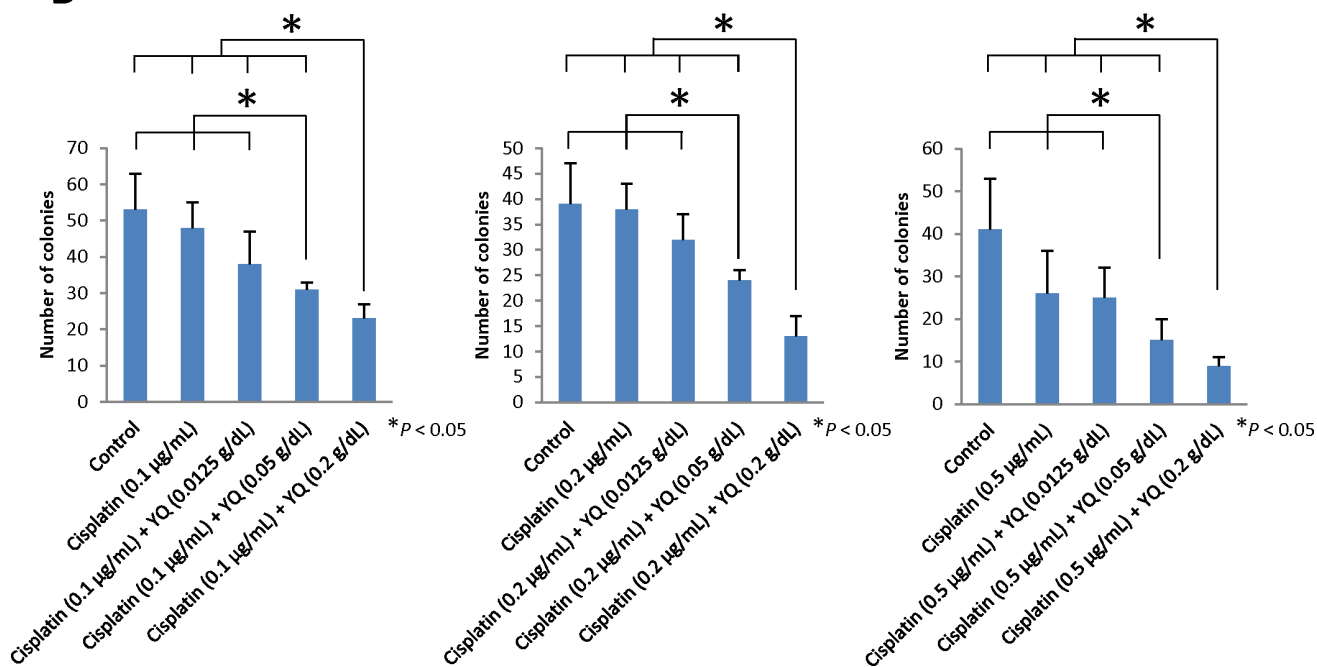 *
*
70
60
50
40
30
20
10
0
Number of colonies
Control
Cisplatin (0.1 µg/mL)
Cisplatin (0.1 µg/mL) + YQ (0.0125 g/dL)
Cisplatin (0.1 µg/mL) + YQ (0.05 g/dL)
Cisplatin (0.1 µg/mL) + YQ (0.2 g/dL)
*P < 0.05
*
*
50
45
40
35
30
25
20
15
10
5
0
Number of colonies
Control
Cisplatin (0.2 µg/mL)
Cisplatin (0.2 µg/mL) + YQ (0.0125 g/dL)
Cisplatin (0.2 µg/mL) + YQ (0.05 g/dL)
Cisplatin (0.2 µg/mL) + YQ (0.2 g/dL)
*P < 0.05
*
*
60
50
40
30
20
10
0
Number of colonies
Control
Cisplatin (0.5 µg/mL)
Cisplatin (0.5 µg/mL) + YQ (0.0125 g/dL)
Cisplatin (0.5 µg/mL) + YQ (0.05 g/dL)
Cisplatin (0.5 µg/mL) + YQ (0.2 g/dL)
*P < 0.05